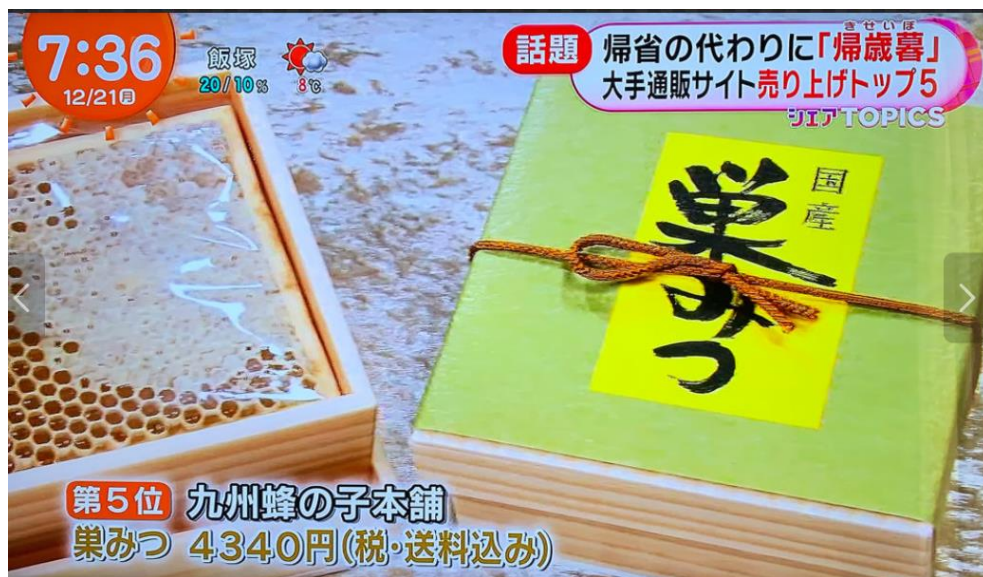 7:36
12/21月
飯塚
20/10%
8℃
話題
きせいぼ
帰省の代わりに「帰歳暮」
大手通販サイト売り上げトップ5
シェアTOPICS
国産
巣みつ
第5位 九州蜂の子本舗
巣みつ 4340円(税・送料込み)